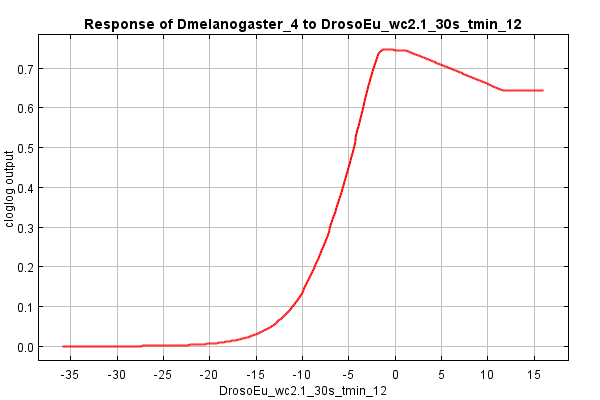 Response of Dmelanogaster_4 to DrosoEu_wc2.1_30s_tmin_12
cloglog output
0.7
0.6
0.5
0.4
0.3
0.2
0.1
0.0
-35 -30 -25 -20 -15 -10 -5 0 5 10 15
DrosoEu_wc2.1_30s_tmin_12